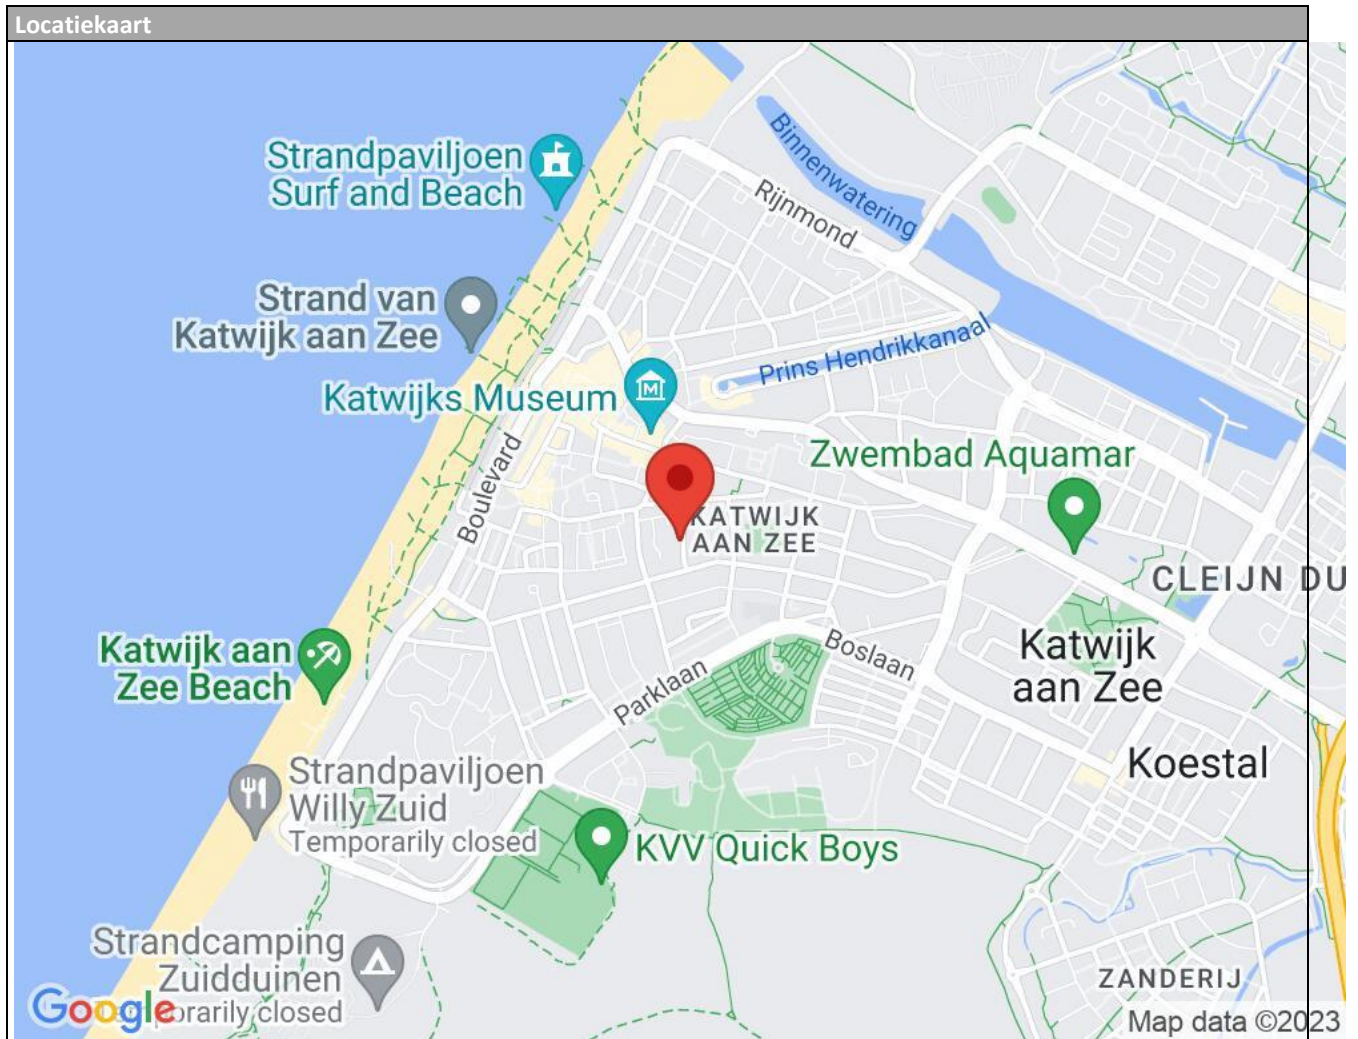 Locatiekaart
Binnenwatering
Strandpaviljoen
Surf and Beach
Rijnmond
Strand van
Katwijk aan Zee
Prins Hendrikkanaal
Katwijks Museum
M
Boulevard
Zwembad Aquamar
KATWIJK
AAN ZEE
CLEIJN DU
Katwijk aan
Zee Beach
Parklaan
Boslaan
Katwijk
aan Zee
Koestal
Strandpaviljoen
Willy Zuid
Temporarily closed
KVV Quick Boys
Strandcamping
Zuidduinen
porarily closed
Google
ZANDERIJ
Map data ©2023